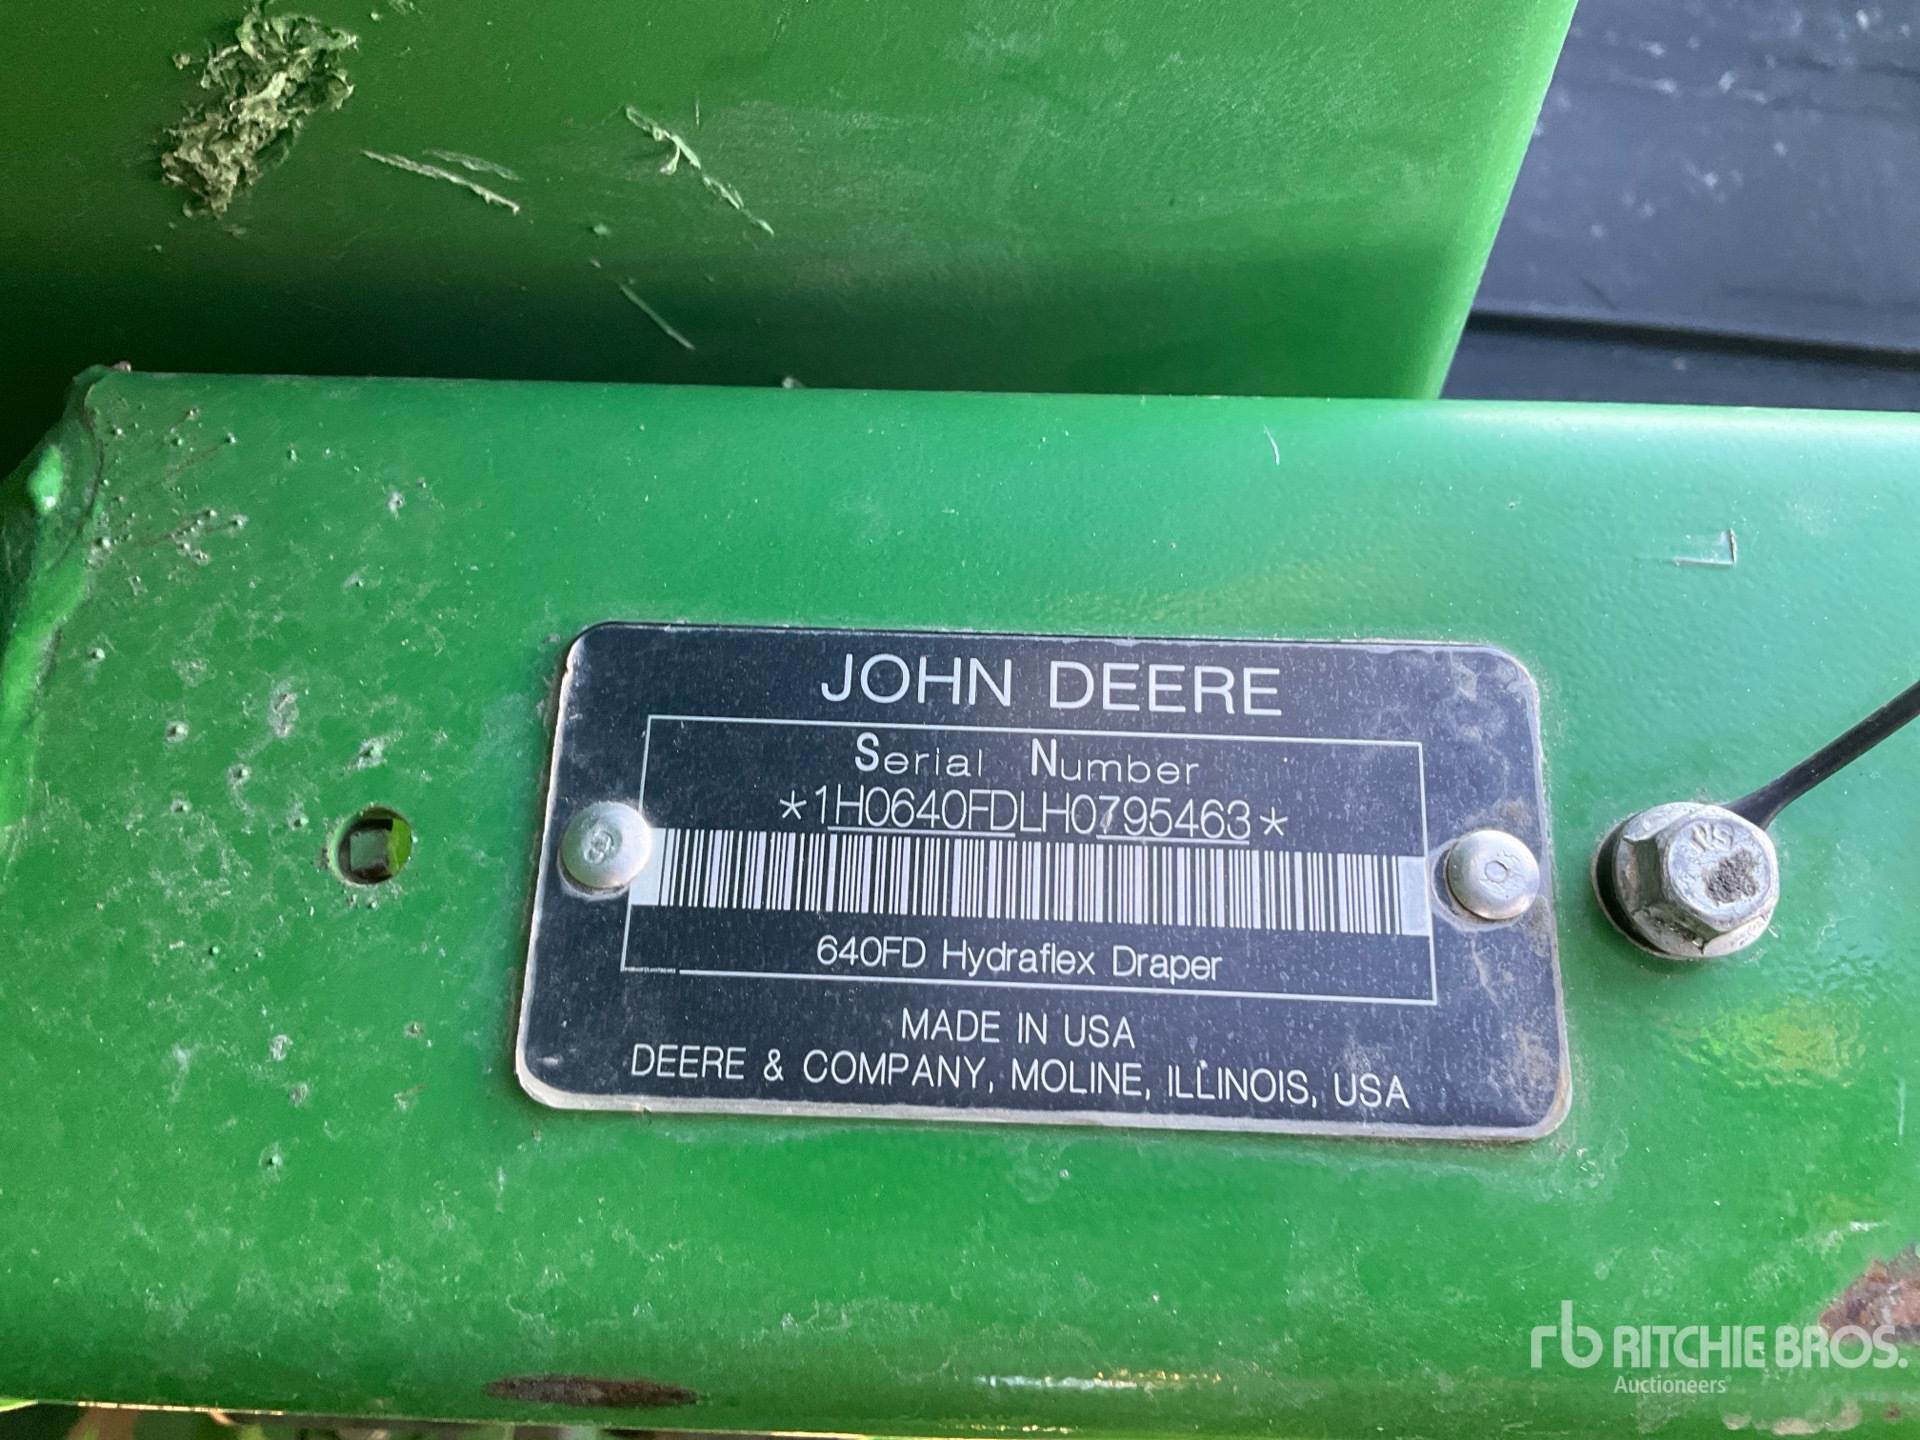 JOHN DEERE
Serial Number
*1H0640FDLH0795463*
640FD Hydraflex Draper
MADE IN USA
DEERE & COMPANY, MOLINE, ILLINOIS, USA
rb RITCHIE BROS.
Auctioneers